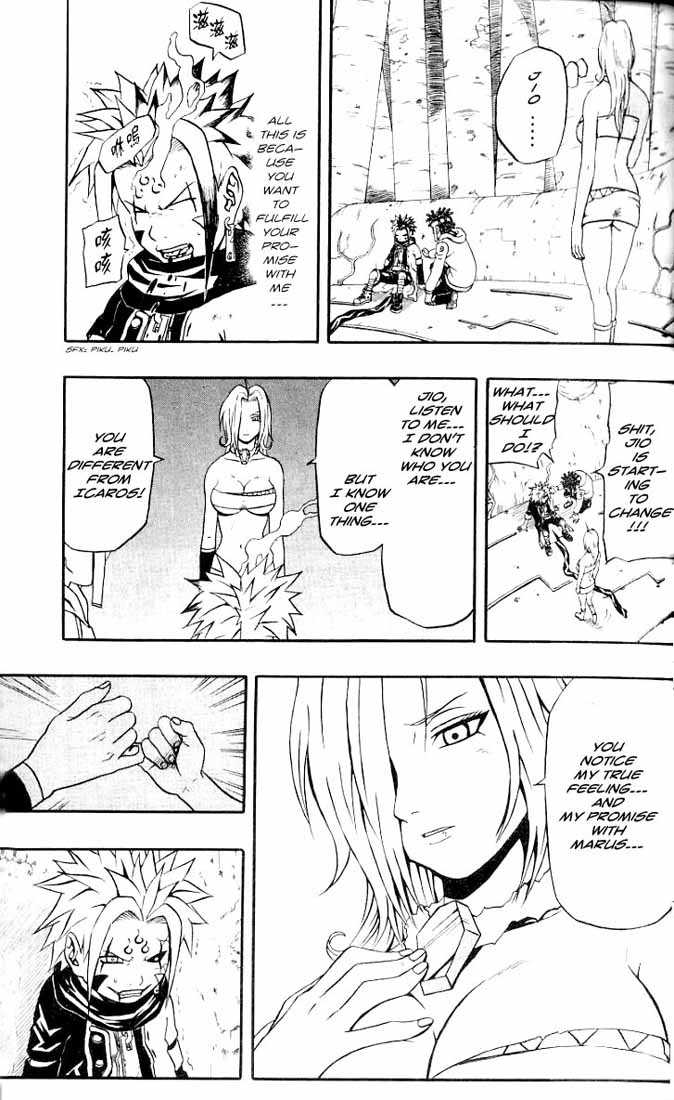 JIO......
ALL
THIS IS
BECA-
USE YOU
WANT
TO
FULFILL
YOUR
PRO-
MISE
WITH
ME
---
滋滋
滋
咻嗚
咳
咳
SFX: PIKU, PIKU
SHIT,
JIO
IS
START-
ING
TO
CHANGE
!!!
WHAT---
WHAT
SHOULD
I
DO!?
JIO,
LISTEN
TO ME---
I DON'T
KNOW
WHO YOU
ARE---
BUT
I KNOW
ONE
THING---
YOU
ARE
DIFFERENT
FROM
ICAROS!
YOU
NOTICE
MY TRUE
FEELING---
AND
MY PROMISE
WITH
MARUS---